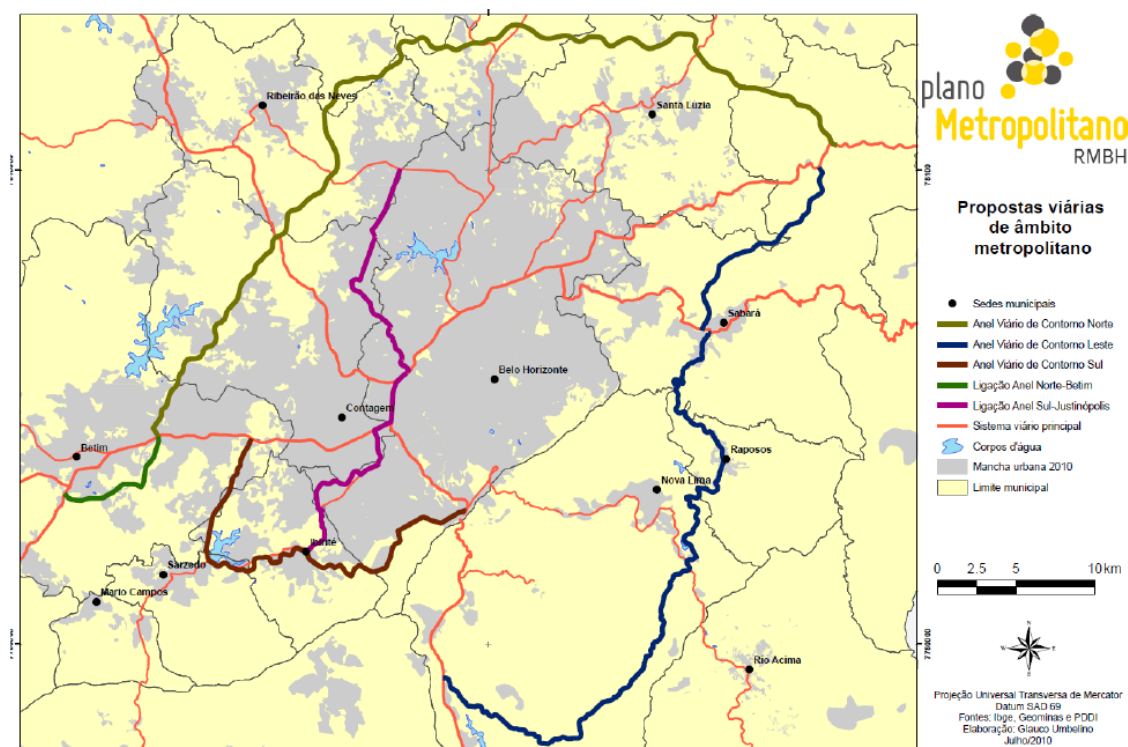 plano
Metropolitano
RMBH
Propostas viárias
de âmbito
metropolitano
Sedes municipais
Anel Viário de Contorno Norte
Anel Viário de Contorno Leste
Anel Viário de Contorno Sul
Ligação Anel Norte-Betim
Ligação Anel Sul-Justinópolis
Sistema viário principal
Corpos d'água
Mancha urbana 2010
Limite municipal
0 2.5 5 10 km
N
W E
S
Projeção Universal Transversa de Mercator
Datum SAD 69
Fontes: Ibge, Geominas e PDDI
Elaboração: Glauco Umbelino
Julho/2010
Ribeirão das Neves
Santa Lúzia
Sabará
Belo Horizonte
Contagem
Betim
Raposos
Nova Lima
Ibirité
Sarzedo
Mario Campos
Rio Acima